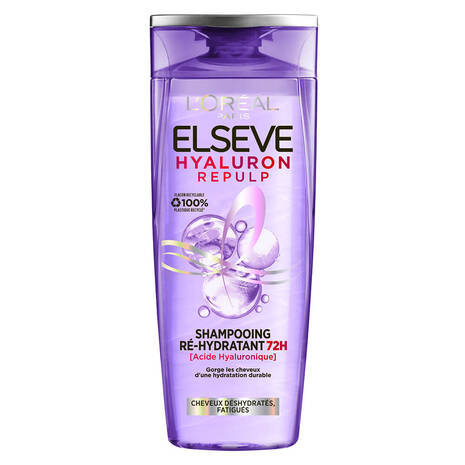 L'ORÉAL
PARIS
ELSEVE
HYALURON
REPULP
FLACON RECYCLABLE
100%
PLASTIQUE RECYCLÉ*
SHAMPOOING
RÉ-HYDRATANT 72H
[Acide Hyaluronique]
Gorge les cheveux
d'une hydratation durable
CHEVEUX DÉSHYDRATÉS,
FATIGUÉS